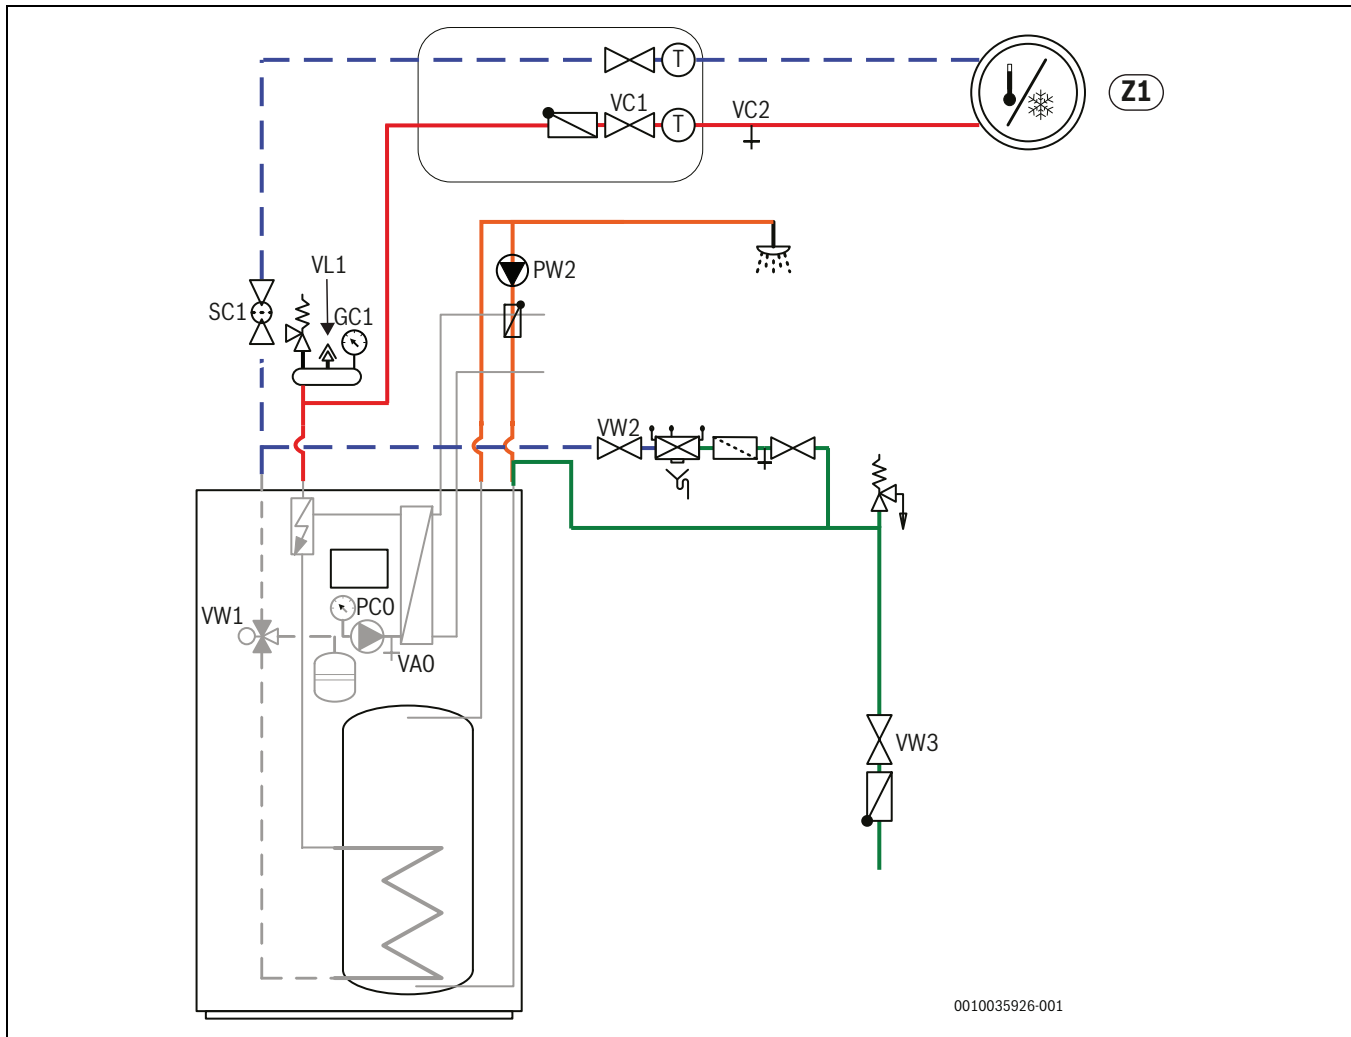 T
Z1
VC1
VC2
T
PW2
VL1
SC1
GC1
VW2
PC0
VW1
VA0
VW3
0010035926-001